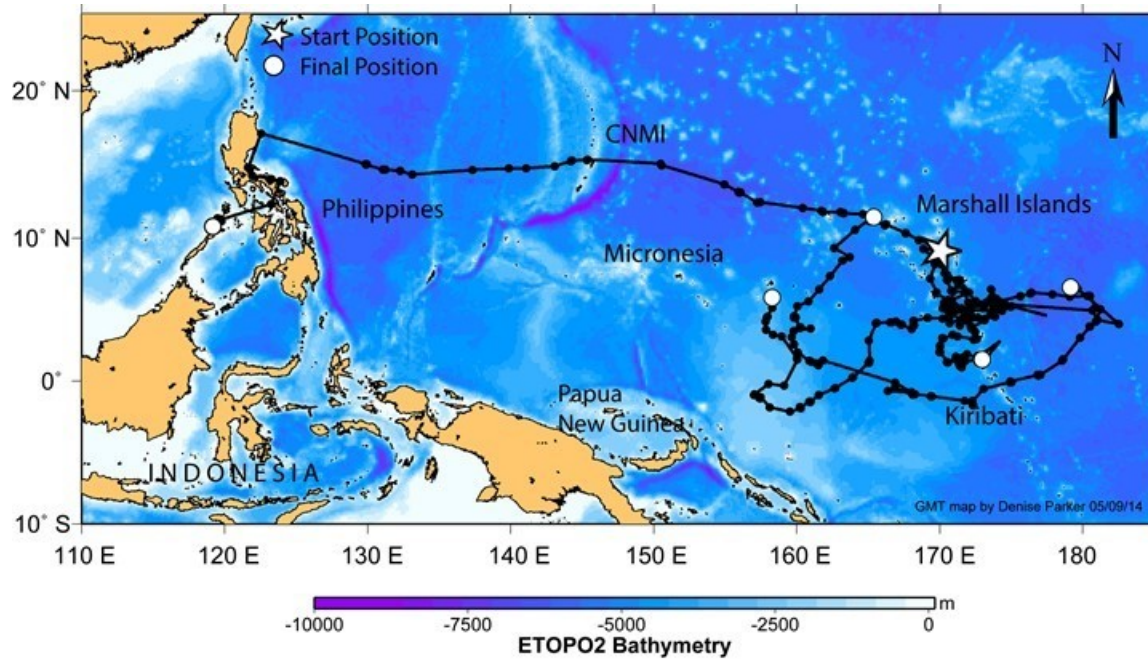 Start Position
Final Position
N
20° N
CNMI
Philippines
Marshall Islands
10° N
Micronesia
0°
Papua
New Guinea
Kiribati
INDONESIA
GMT map by Denise Parker 05/09/14
10° S
110 E 120 E 130 E 140 E 150 E 160 E 170 E 180
m
-10000 -7500 -5000 -2500 0
ETOPO2 Bathymetry